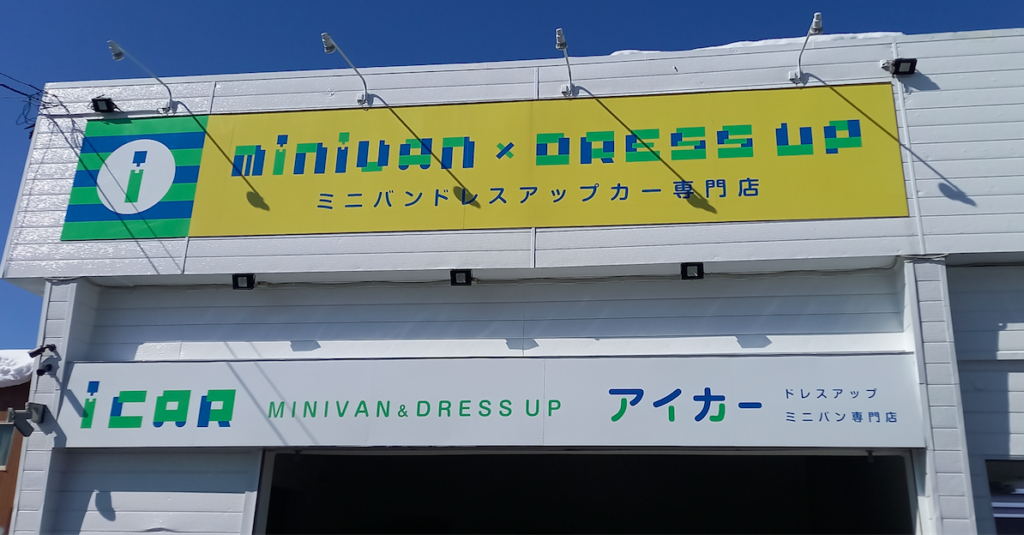 i
minivan × DRESS UP
ミニバンドレスアップカー専門店
iCAR MINIVAN & DRESS UP アイカー
ドレスアップ
ミニバン専門店